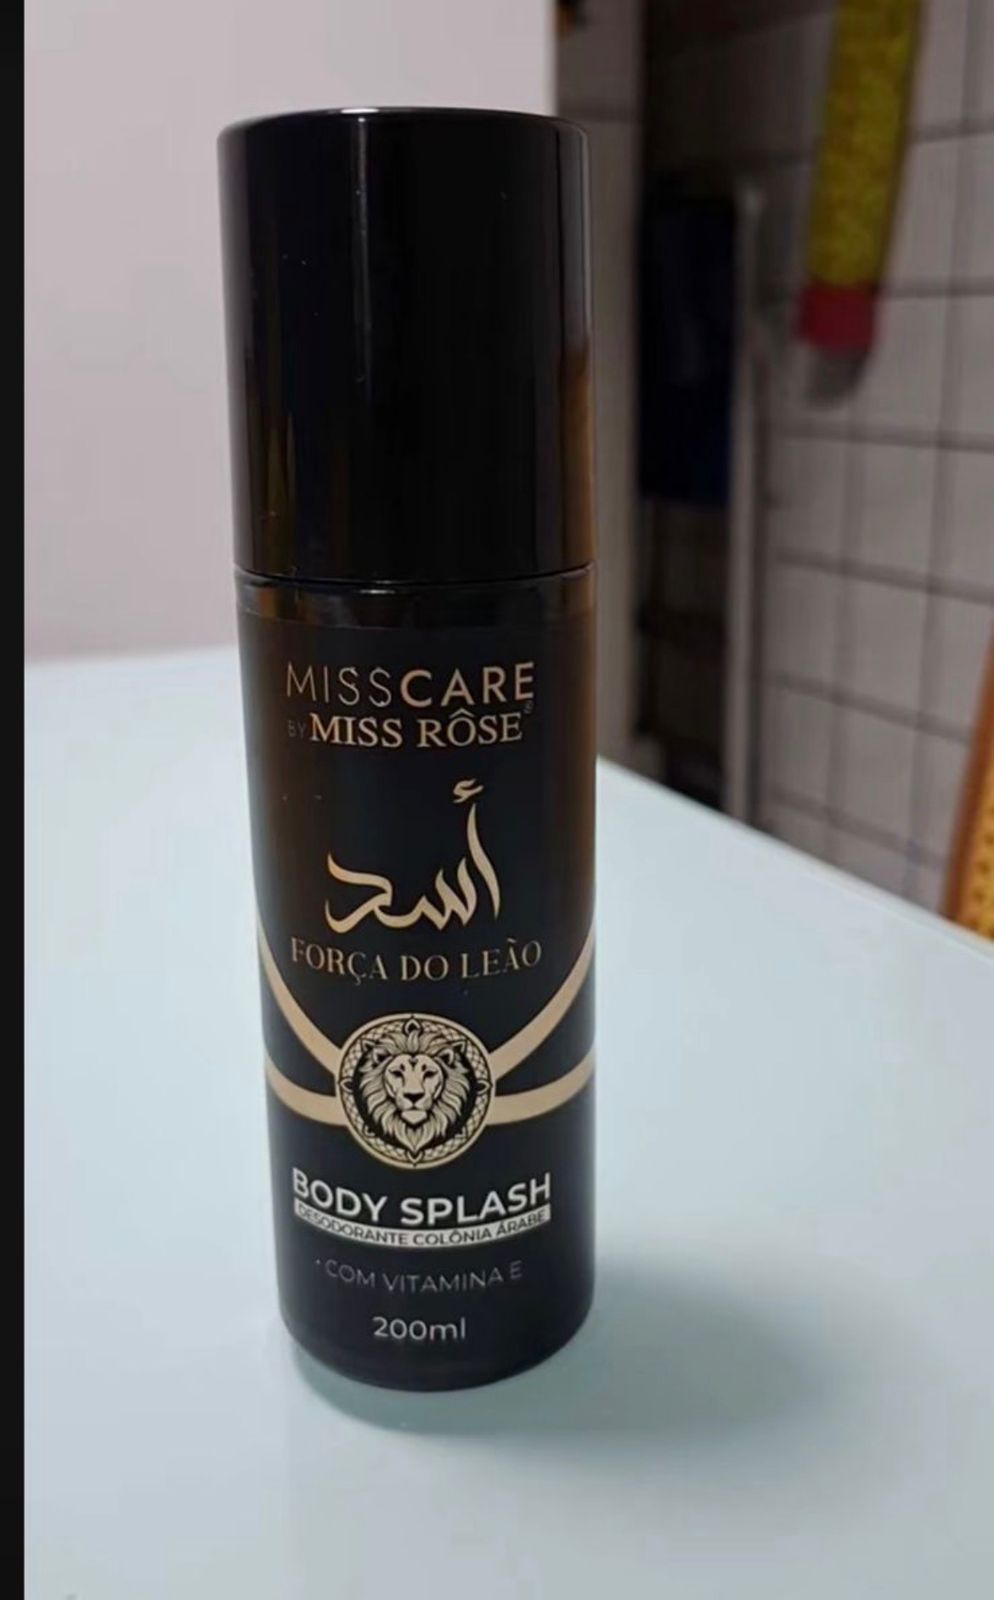 MISSCARE
BY MISS RÔSE®
أسد
FORÇA DO LEÃO
BODY SPLASH
DESODORANTE COLÔNIA ÁRABE
• COM VITAMINA E
200ml